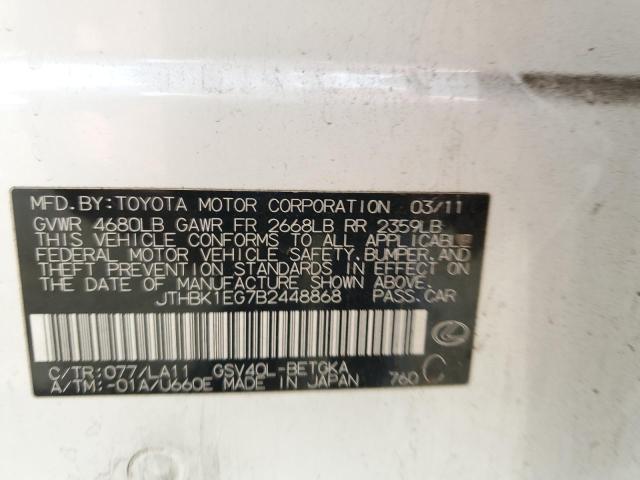 MFD.BY:TOYOTA MOTOR CORPORATION 03/11
GVWR 4680LB GAWR FR 2668LB RR 2359LB
THIS VEHICLE CONFORMS TO ALL APPLICABLE
FEDERAL MOTOR VEHICLE SAFETY,BUMPER,AND
THEFT PREVENTION STANDARDS IN EFFECT ON
THE DATE OF MANUFACTURE SHOWN ABOVE.
JTHBK1EG7B2448868 PASS.CAR
C/TR:077/LA11 GSV40L-BETGKA
A/TM:-01A/U660E MADE IN JAPAN 760 C